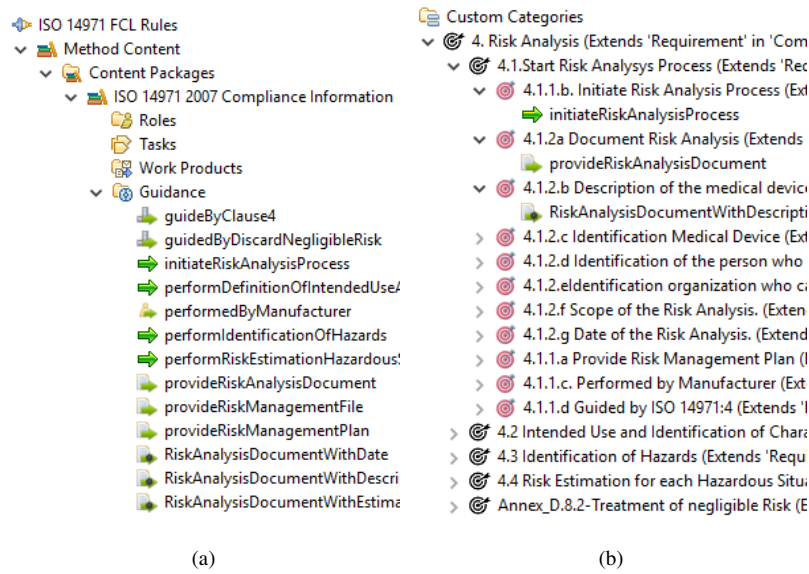 ISO 14971 FCL Rules
Method Content
Content Packages
ISO 14971 2007 Compliance Information
Roles
Tasks
Work Products
Guidance
guideByClause4
guidedByDiscardNegligibleRisk
initiateRiskAnalysisProcess
performDefinitionOfIntendedUse
performedByManufacturer
performIdentificationOfHazards
performRiskEstimationHazardous
provideRiskAnalysisDocument
provideRiskManagementFile
provideRiskManagementPlan
RiskAnalysisDocumentWithDate
RiskAnalysisDocumentWithDescri
RiskAnalysisDocumentWithEstima
(a)
Custom Categories
4. Risk Analysis (Extends 'Requirement' in 'Com
4.1.Start Risk Analysys Process (Extends 'Rec
4.1.1.b. Initiate Risk Analysis Process (Ext
initiateRiskAnalysisProcess
4.1.2a Document Risk Analysis (Extends
provideRiskAnalysisDocument
4.1.2.b Description of the medical device
RiskAnalysisDocumentWithDescripti
4.1.2.c Identification Medical Device (Ext
4.1.2.d Identification of the person who
4.1.2.eIdentification organization who ca
4.1.2.f Scope of the Risk Analysis. (Exten
4.1.2.g Date of the Risk Analysis. (Extend
4.1.1.a Provide Risk Management Plan (
4.1.1.c. Performed by Manufacturer (Ext
4.1.1.d Guided by ISO 14971:4 (Extends '
4.2 Intended Use and Identification of Chara
4.3 Identification of Hazards (Extends 'Requi
4.4 Risk Estimation for each Hazardous Situa
Annex_D.8.2-Treatment of negligible Risk (E
(b)